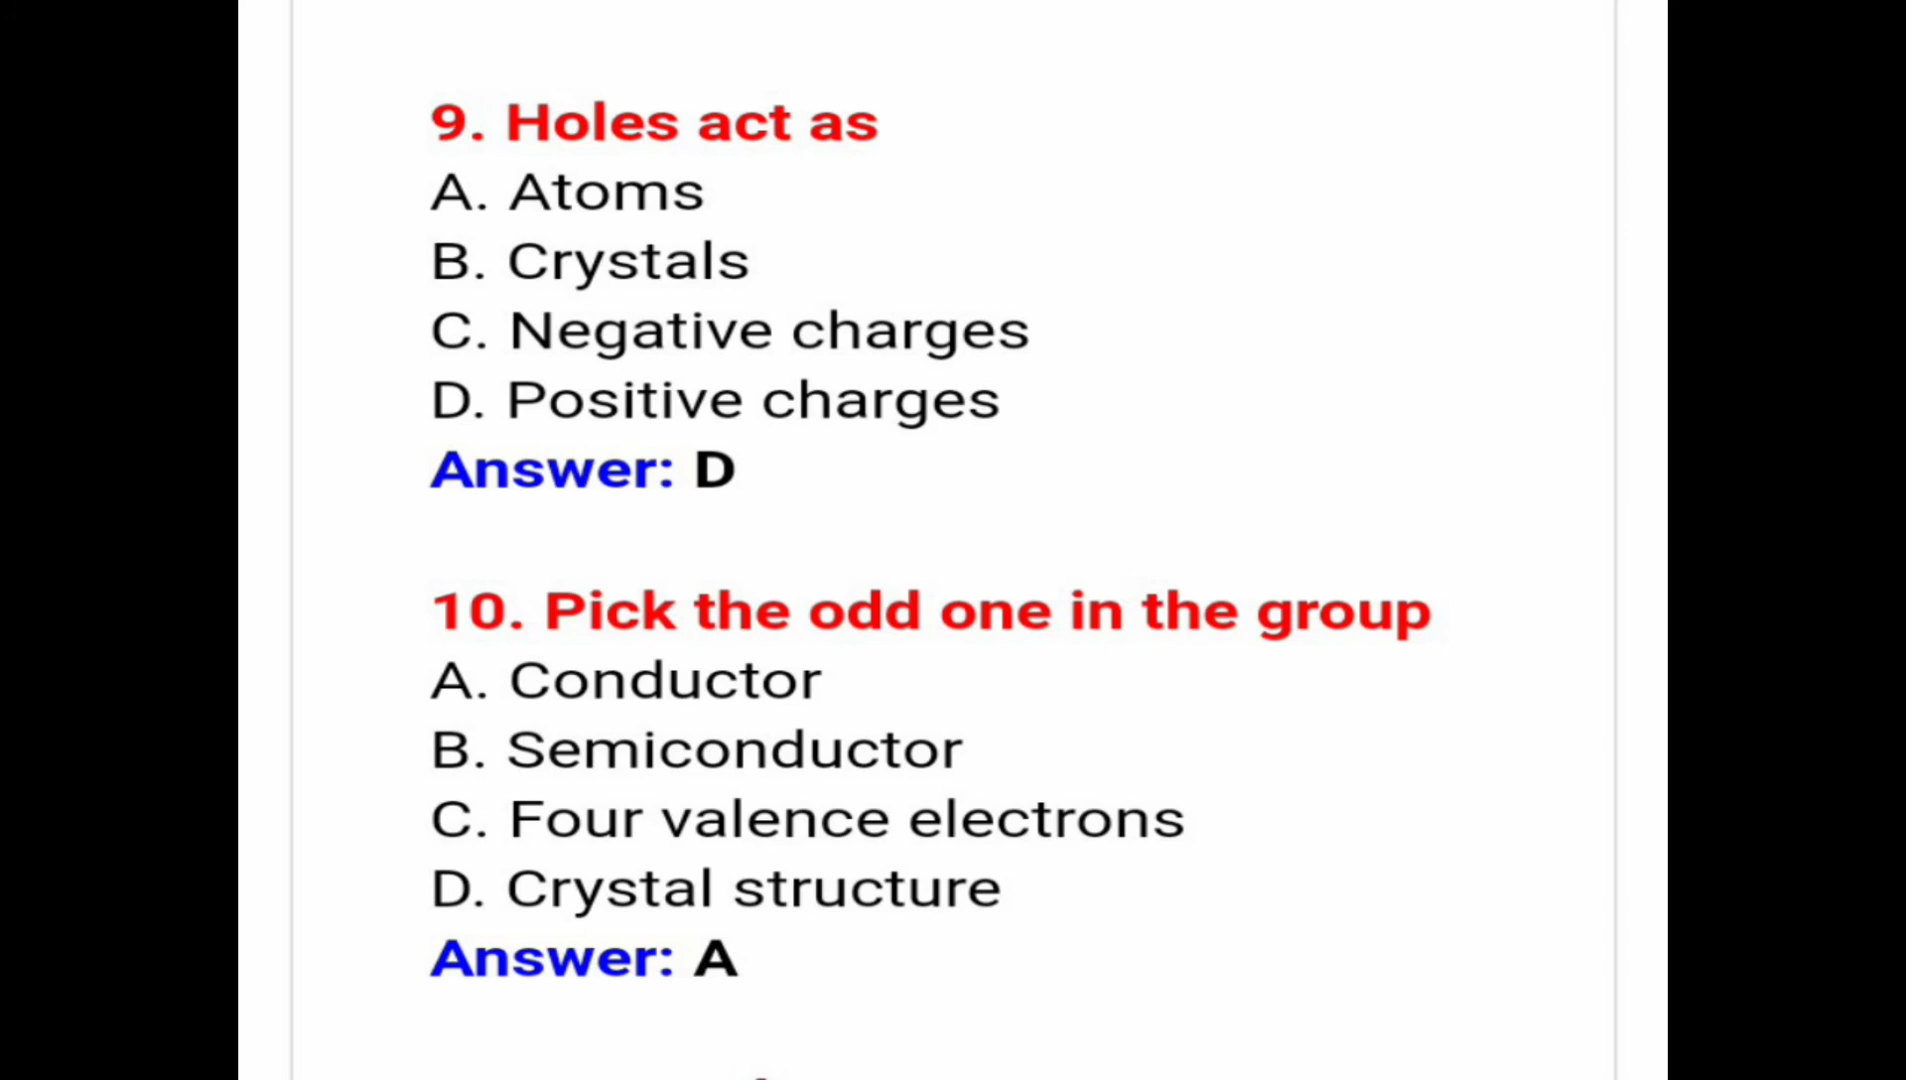 9. Holes act as
A. Atoms
B. Crystals
C. Negative charges
D. Positive charges
Answer: D
10. Pick the odd one in the group
A. Conductor
B. Semiconductor
C. Four valence electrons
D. Crystal structure
Answer: A